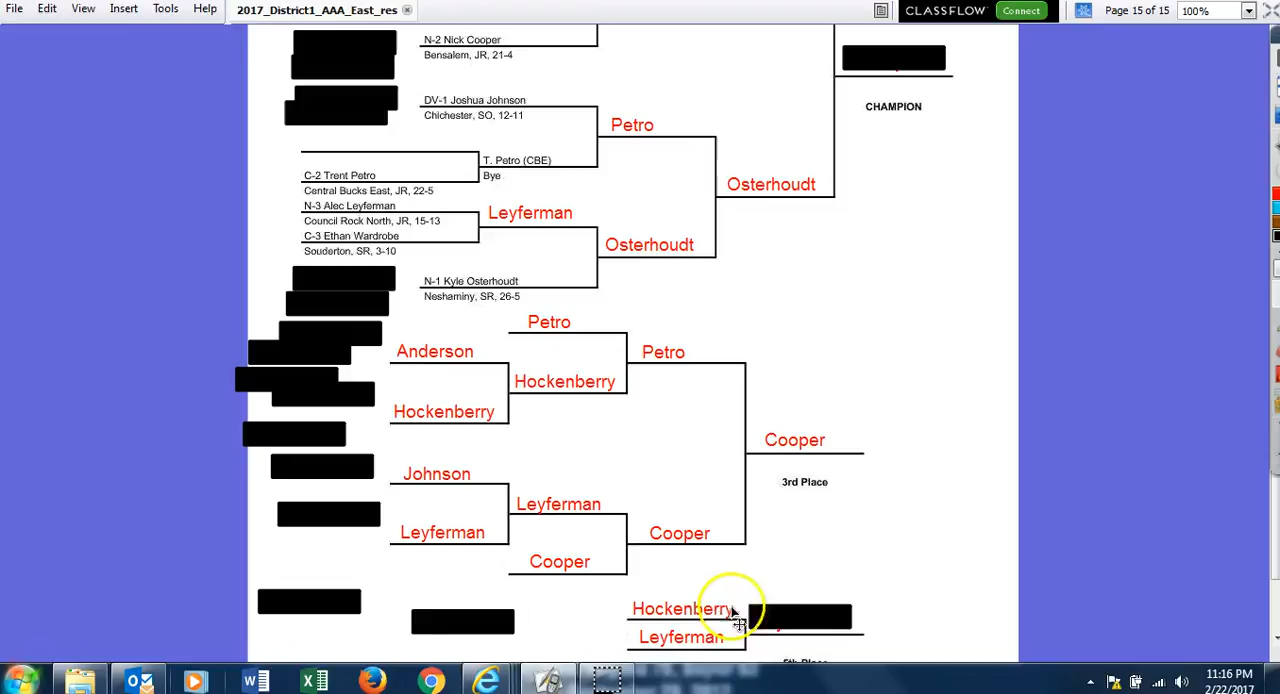 File Edit View Insert Tools Help
2017_District1_AAA_East_res
CLASSFLOW Connect
Page 15 of 15
100%
N-2 Nick Cooper
Bensalem, JR, 21-4
CHAMPION
DV-1 Joshua Johnson
Chichester, SO, 12-11
Petro
T. Petro (CBE)
C-2 Trent Petro
Bye
Osterhoudt
Central Bucks East, JR, 22-5
N-3 Alec Leyferman
Leyferman
Council Rock North, JR, 15-13
C-3 Ethan Wardrobe
Osterhoudt
Souderton, SR, 3-10
N-1 Kyle Osterhoudt
Neshaminy, SR, 26-5
Petro
Anderson
Petro
Hockenberry
Hockenberry
Cooper
Johnson
3rd Place
Leyferman
Leyferman
Cooper
Cooper
Hockenberry
Leyferman
5th Place
11:16 PM
2/22/2017